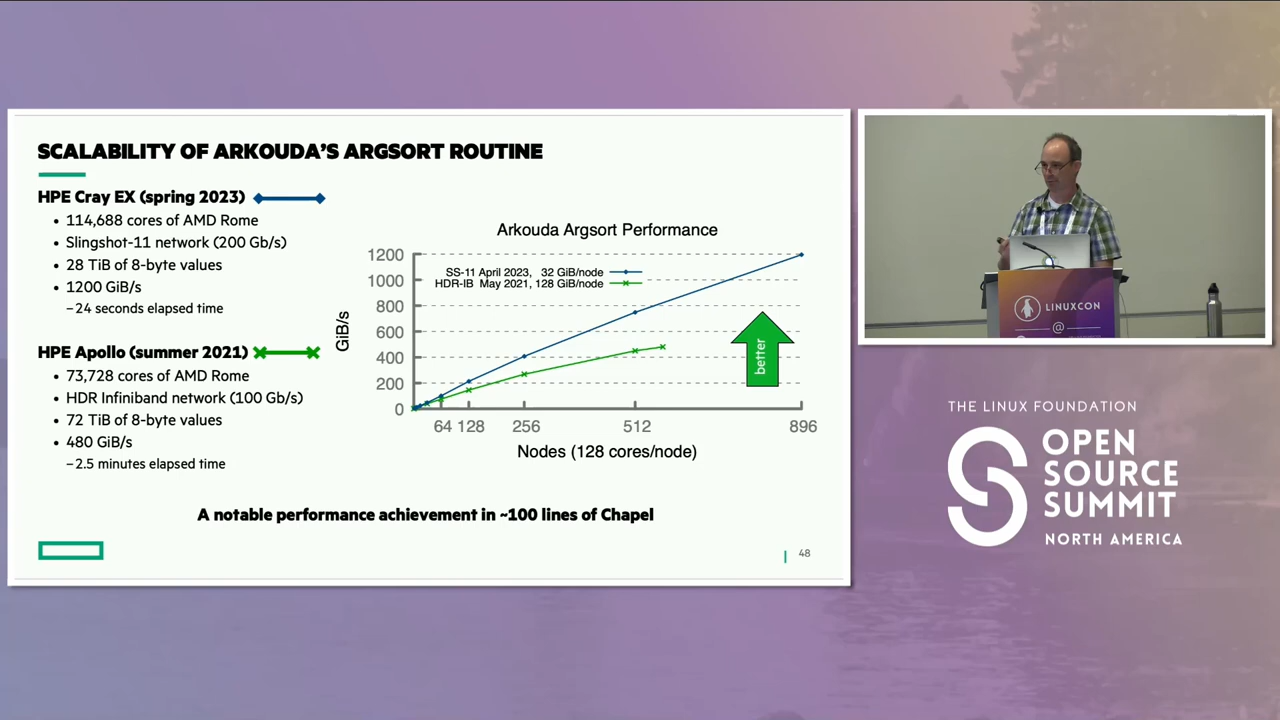 SCALABILITY OF ARKOUDA'S ARGSORT ROUTINE
HPE Cray EX (spring 2023)
• 114,688 cores of AMD Rome
• Slingshot-11 network (200 Gb/s)
• 28 TiB of 8-byte values
• 1200 GiB/s
– 24 seconds elapsed time
HPE Apollo (summer 2021)
• 73,728 cores of AMD Rome
• HDR Infiniband network (100 Gb/s)
• 72 TiB of 8-byte values
• 480 GiB/s
– 2.5 minutes elapsed time
Arkouda Argsort Performance
SS-11 April 2023, 32 GiB/node
HDR-IB May 2021, 128 GiB/node
GiB/s
1200
1000
800
600
400
200
0
64 128 256 512 896
Nodes (128 cores/node)
better
A notable performance achievement in ~100 lines of Chapel
48
LINUXCON
@
THE LINUX FOUNDATION
OPEN
SOURCE
SUMMIT
NORTH AMERICA